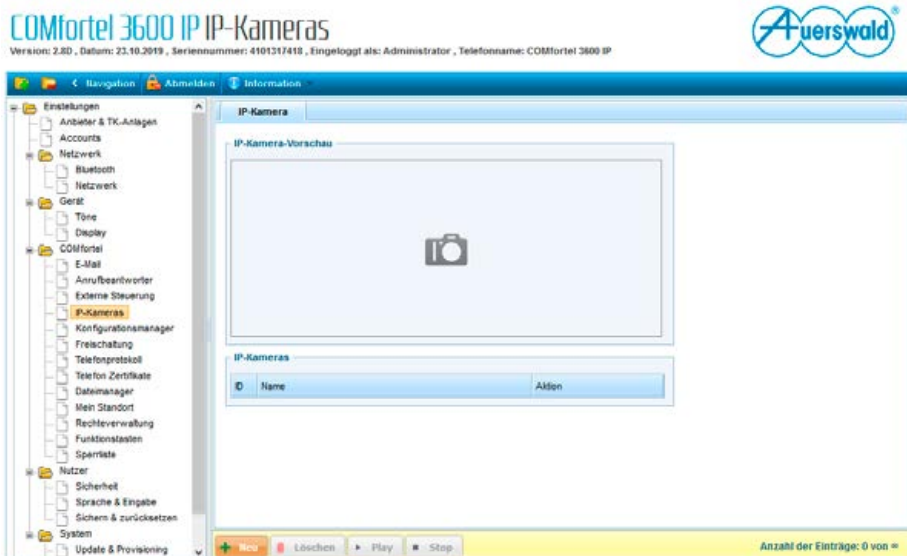 COMfortel 3600 IP IP-Kameras
Version: 2.8D , Datum: 23.10.2019 , Seriennummer: 4101317418 , Eingeloggt als: Administrator , Telefonname: COMfortel 3600 IP
Auerswald
Navigation Abmelden Information
Einstellungen
Anbieter & TK-Anlagen
Accounts
Netzwerk
Bluetooth
Netzwerk
Gerät
Töne
Display
COMfortel
E-Mail
Anrufbeantworter
Externe Steuerung
IP-Kameras
Konfigurationsmanager
Freischaltung
Telefonprotokoll
Telefon Zertifikate
Dateimanager
Mein Standort
Rechteverwaltung
Funktionstasten
Sperrliste
Nutzer
Sicherheit
Sprache & Eingabe
Sichern & zurücksetzen
System
Update & Provisioning
IP-Kamera
IP-Kamera-Vorschau
IP-Kameras
ID Name Aktion
Neu Löschen Play Stop
Anzahl der Einträge: 0 von ∞